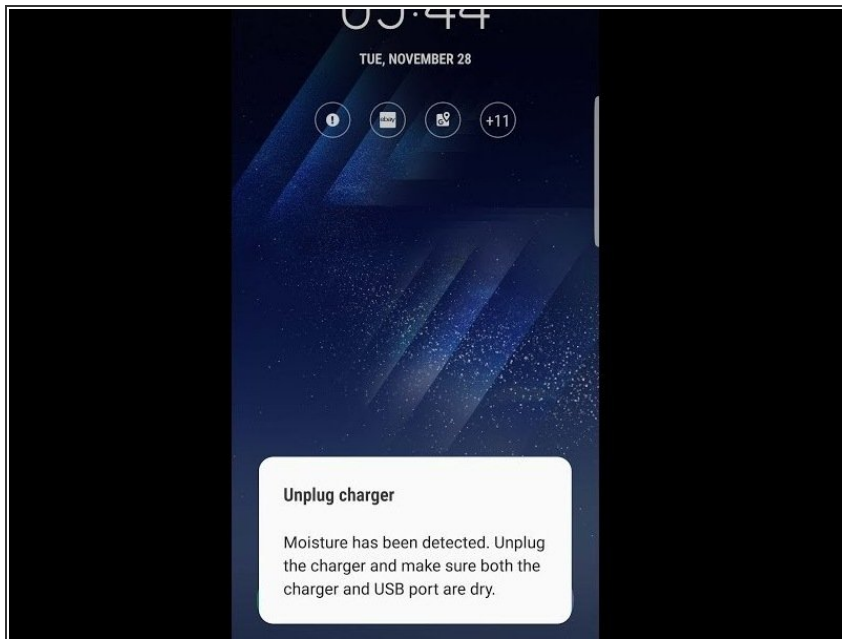 TUE, NOVEMBER 28
ebay
+11
Unplug charger
Moisture has been detected. Unplug
the charger and make sure both the
charger and USB port are dry.